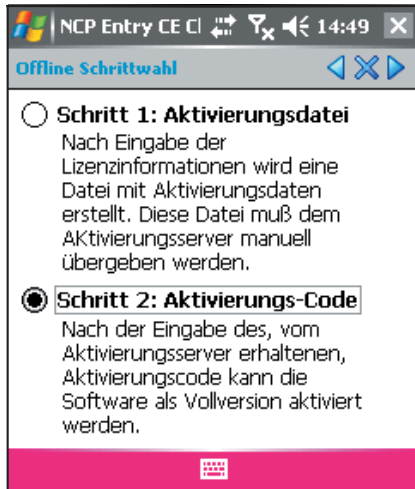 NCP Entry CE Cl 14:49
Offline Schrittwahl
Schritt 1: Aktivierungsdatei
Nach Eingabe der
Lizenzinformationen wird eine
Datei mit Aktivierungsdaten
erstellt. Diese Datei muß dem
AKtivierungsserver manuell
übergeben werden.
Schritt 2: Aktivierungs-Code
Nach der Eingabe des, vom
Aktivierungsserver erhaltenen,
Aktivierungscode kann die
Software als Vollversion aktiviert
werden.